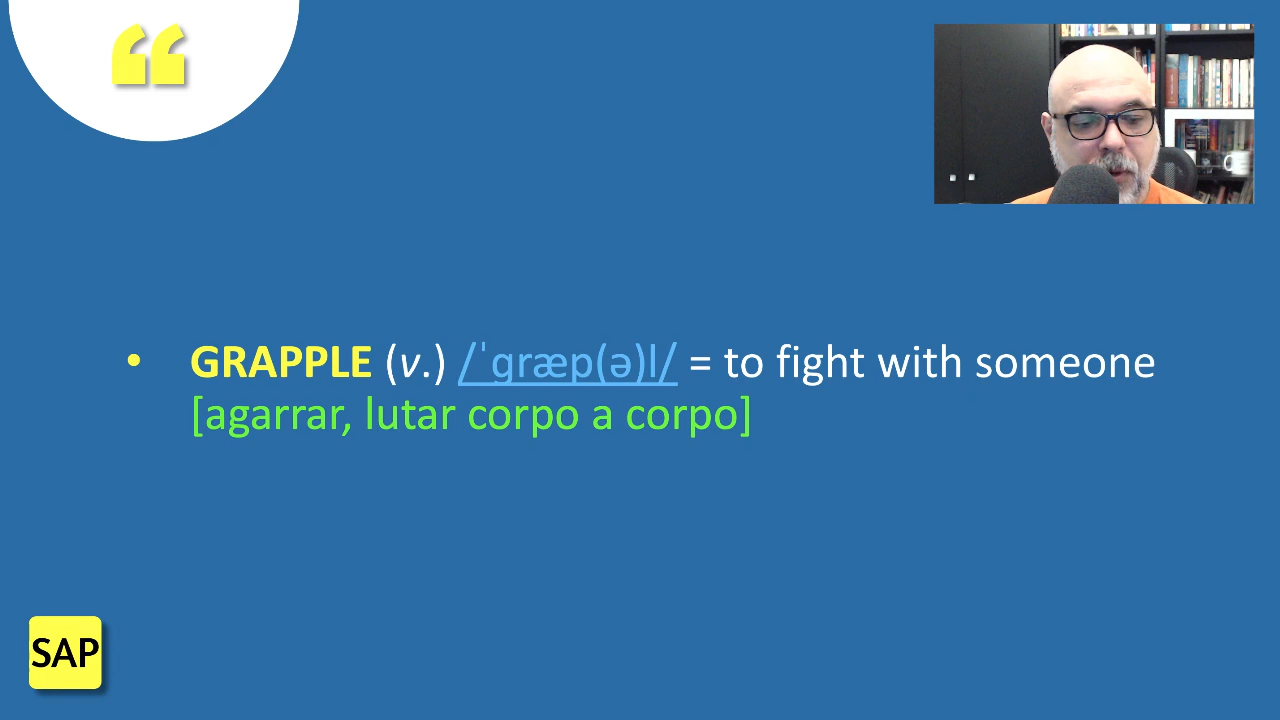 “
• GRAPPLE (v.) /ˈɡræp(ə)l/ = to fight with someone
[agarrar, lutar corpo a corpo]
SAP